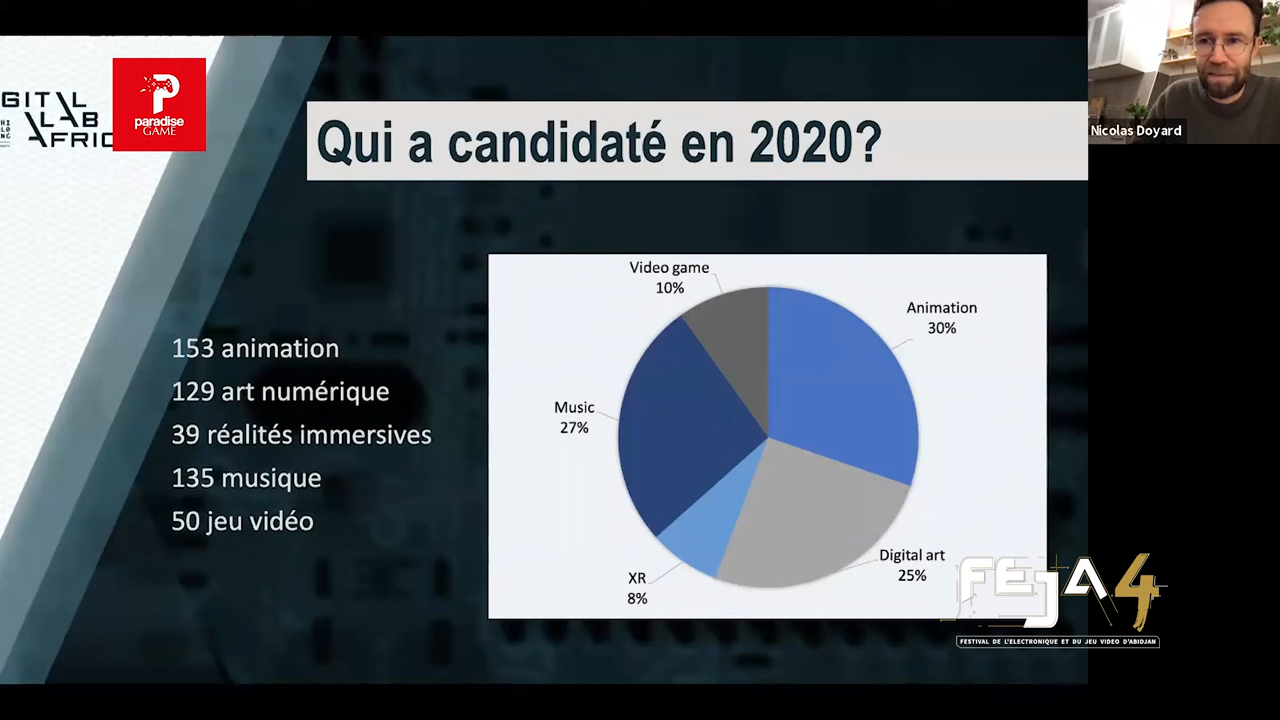 GITAL
LAB
AFRIC
P
paradise
GAME
Nicolas Doyard
Qui a candidaté en 2020?
153 animation
129 art numérique
39 réalités immersives
135 musique
50 jeu vidéo
Video game
10%
Animation
30%
Music
27%
Digital art
25%
XR
8%
FEJA4
FESTIVAL DE L'ELECTRONIQUE ET DU JEU VIDEO D'ABIDJAN